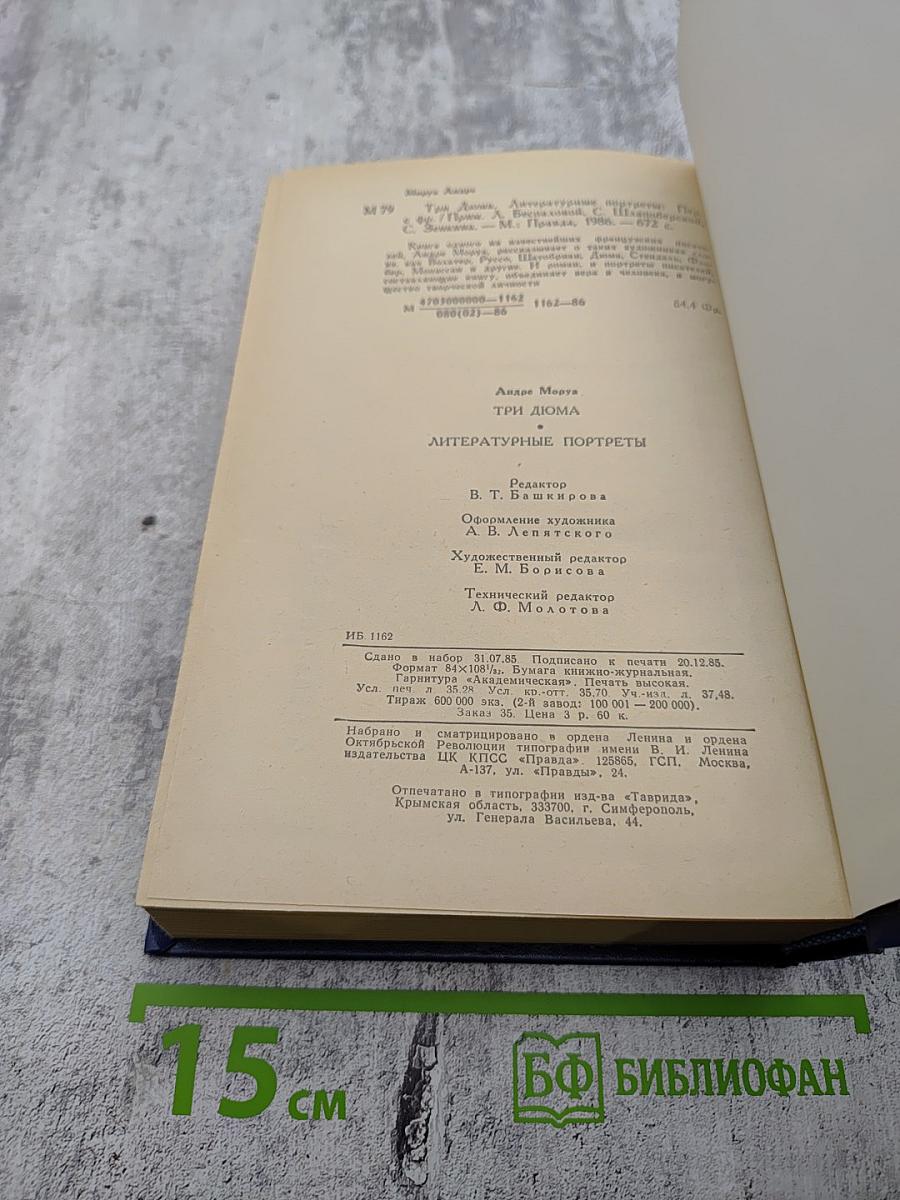 Моруа Андре
М 79 Три Дюма. Литературные портреты: Пер.
с фр./Прим. Л. Беспаловой, С. Шлапоберской,
С. Зенкина. — М.: Правда, 1986. — 672 с.
Книга одного из известнейших французских писате-
лей, Андре Моруа, рассказывает о таких художниках
как Вольтер, Руссо, Шатобриан, Дюма, Стендаль,
Мопассан и другие. И роман, и портреты писателей,
составляющие книгу, объединяет вера в человека, в могу-
щество творческой личности
М 4703000000—1162 1162—86 84.4 Фр.
080(02)—86
Андре Моруа
ТРИ ДЮМА
•
ЛИТЕРАТУРНЫЕ ПОРТРЕТЫ
Редактор
В. Т. Башкирова
Оформление художника
А. В. Лепятского
Художественный редактор
Е. М. Борисова
Технический редактор
Л. Ф. Молотова
ИБ 1162
Сдано в набор 31.07.85. Подписано к печати 20.12.85.
Формат 84×108¹/₃₂. Бумага книжно-журнальная.
Гарнитура «Академическая». Печать высокая.
Усл. печ. л. 35.28. Усл. кр.-отт. 35,70. Уч.-изд. л. 37,48.
Тираж 600 000 экз. (2-й завод: 100 001 — 200 000).
Заказ 35. Цена 3 р. 60 к.
Набрано и сматрицировано в ордена Ленина и ордена
Октябрьской Революции типографии имени В. И. Ленина
издательства ЦК КПСС «Правда». 125865, ГСП, Москва,
А-137, ул. «Правды», 24.
Отпечатано в типографии изд-ва «Таврида»,
Крымская область, 333700, г. Симферополь,
ул. Генерала Васильева, 44.
15 см
БФ БИБЛИОФАН